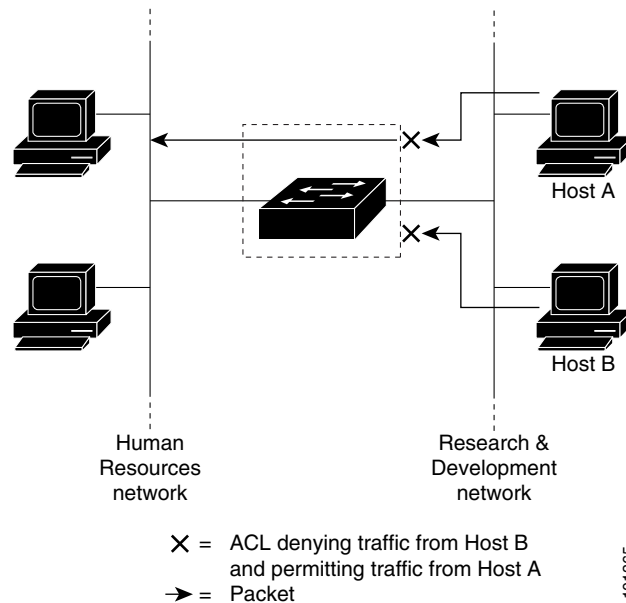 Host A
Host B
Human
Resources
network
Research &
Development
network
X = ACL denying traffic from Host B
and permitting traffic from Host A
= Packet